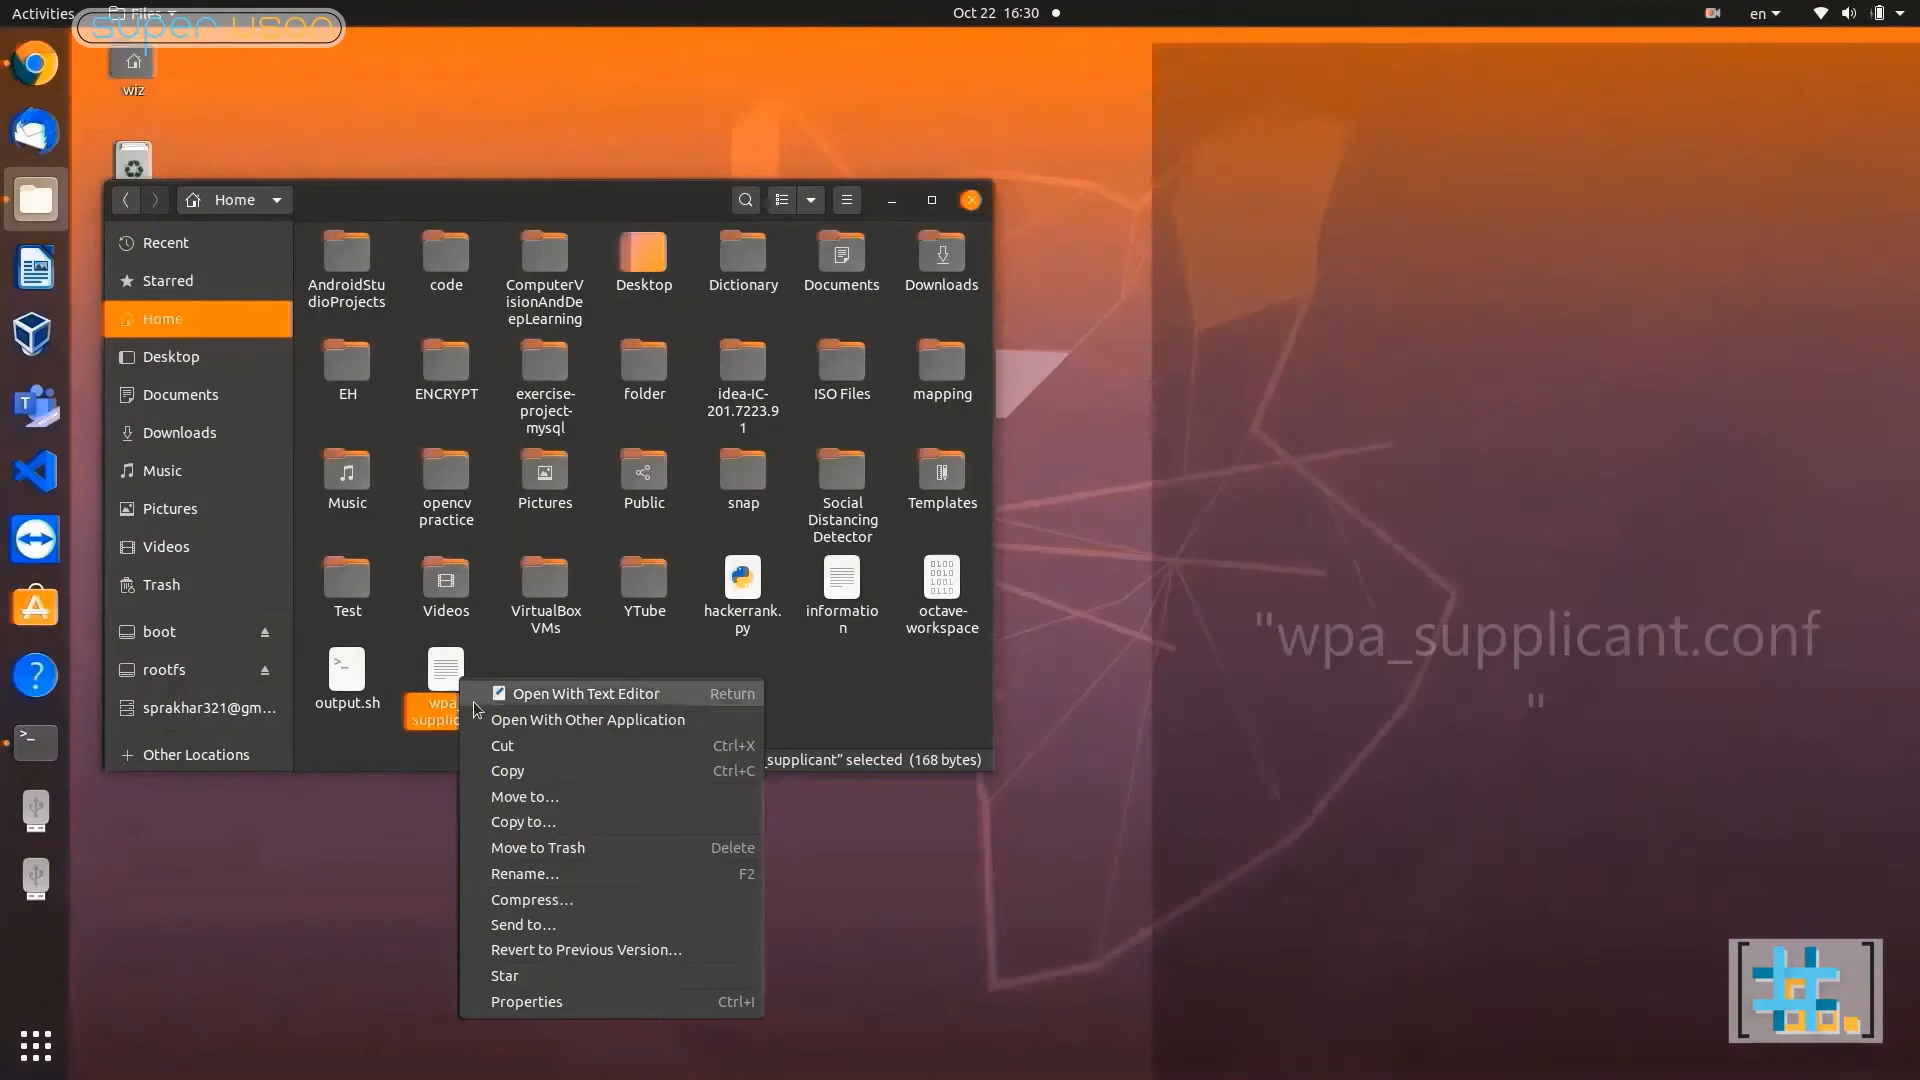 Activities
Files
super user
Oct 22 16:30
en
wiz
Home
Recent
Starred
Home
Desktop
Documents
Downloads
Music
Pictures
Videos
Trash
boot
rootfs
sprakhar321@gm...
Other Locations
AndroidStu
dioProjects
code
ComputerV
isionAndDe
epLearning
Desktop
Dictionary
Documents
Downloads
EH
ENCRYPT
exercise-
project-
mysql
folder
idea-IC-
201.7223.9
1
ISO Files
mapping
Music
opencv
practice
Pictures
Public
snap
Social
Distancing
Detector
Templates
Test
Videos
VirtualBox
VMs
YTube
hackerrank.
py
informatio
n
octave-
workspace
output.sh
wpa_
supplic
_supplicant” selected (168 bytes)
Open With Text Editor Return
Open With Other Application
Cut Ctrl+X
Copy Ctrl+C
Move to…
Copy to…
Move to Trash Delete
Rename… F2
Compress…
Send to…
Revert to Previous Version…
Star
Properties Ctrl+I
"wpa_supplicant.conf
"